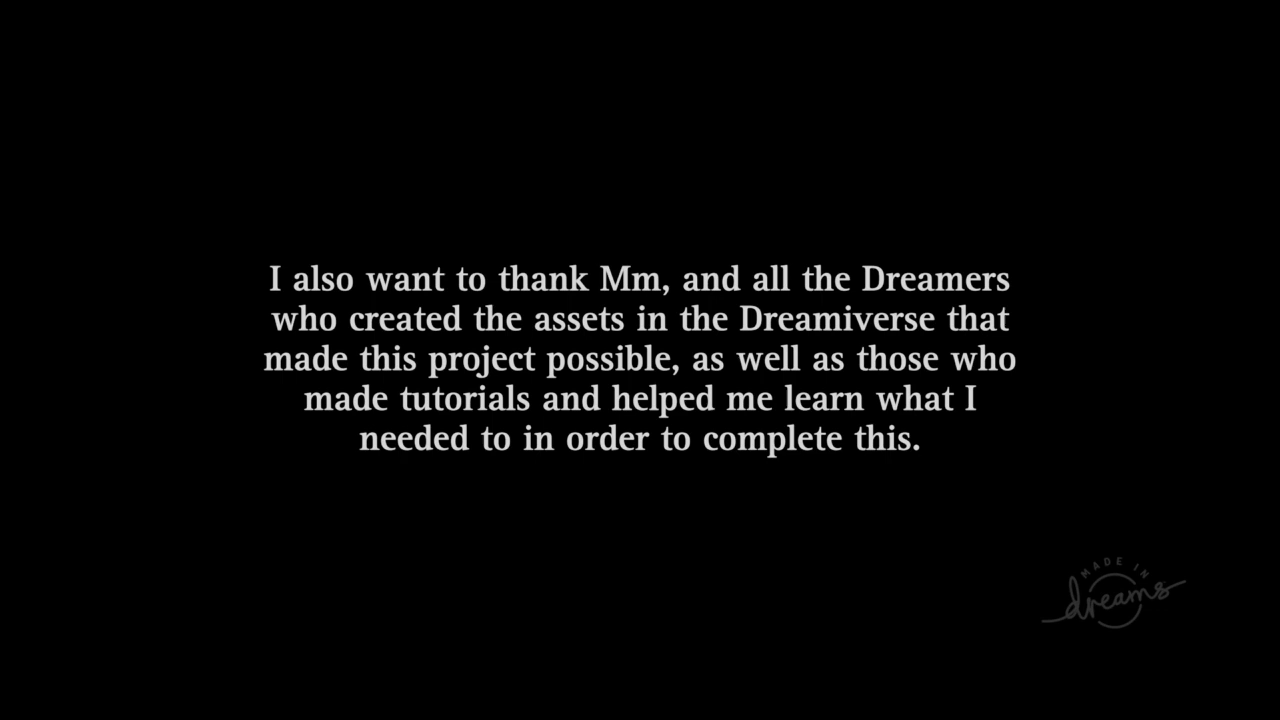 I also want to thank Mm, and all the Dreamers
who created the assets in the Dreamiverse that
made this project possible, as well as those who
made tutorials and helped me learn what I
needed to in order to complete this.
MADE IN
dreams